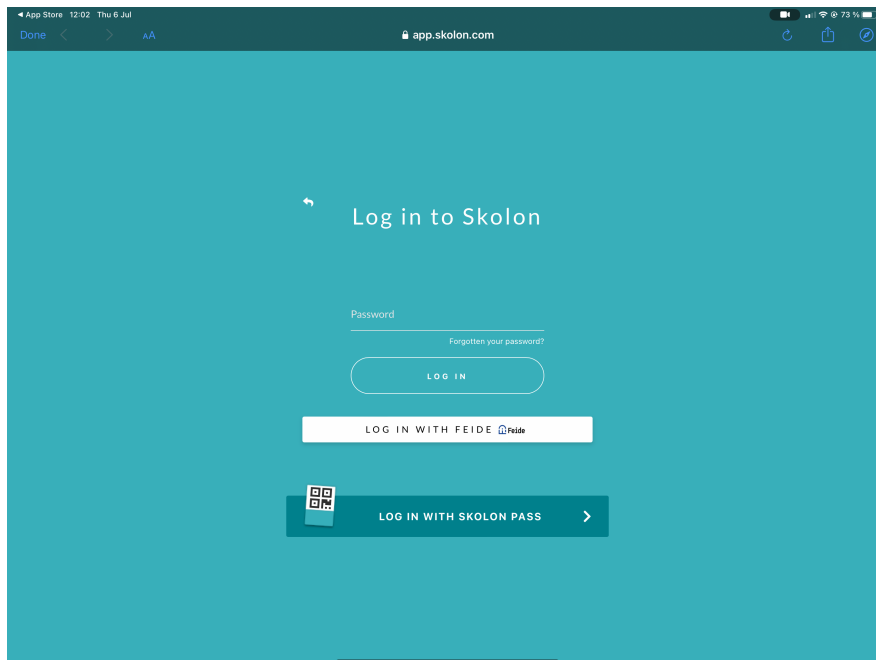 ◀ App Store 12:02 Thu 6 Jul 73 %
Done AA app.skolon.com
Log in to Skolon
Password
Forgotten your password?
LOG IN
LOG IN WITH FEIDE Feide
LOG IN WITH SKOLON PASS